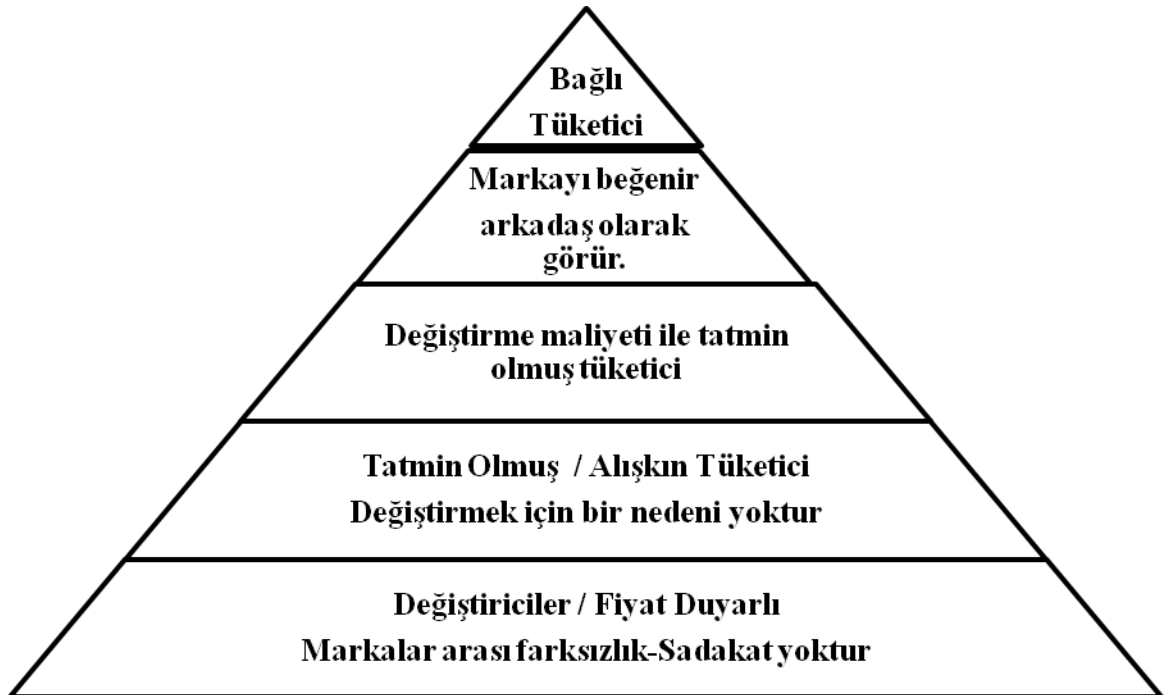 Bağlı
Tüketici
Markayı beğenir
arkadaş olarak
görür.
Değiştirme maliyeti ile tatmin
olmuş tüketici
Tatmin Olmuş / Alışkın Tüketici
Değiştirmek için bir nedeni yoktur
Değiştiriciler / Fiyat Duyarlı
Markalar arası farksızlık-Sadakat yoktur